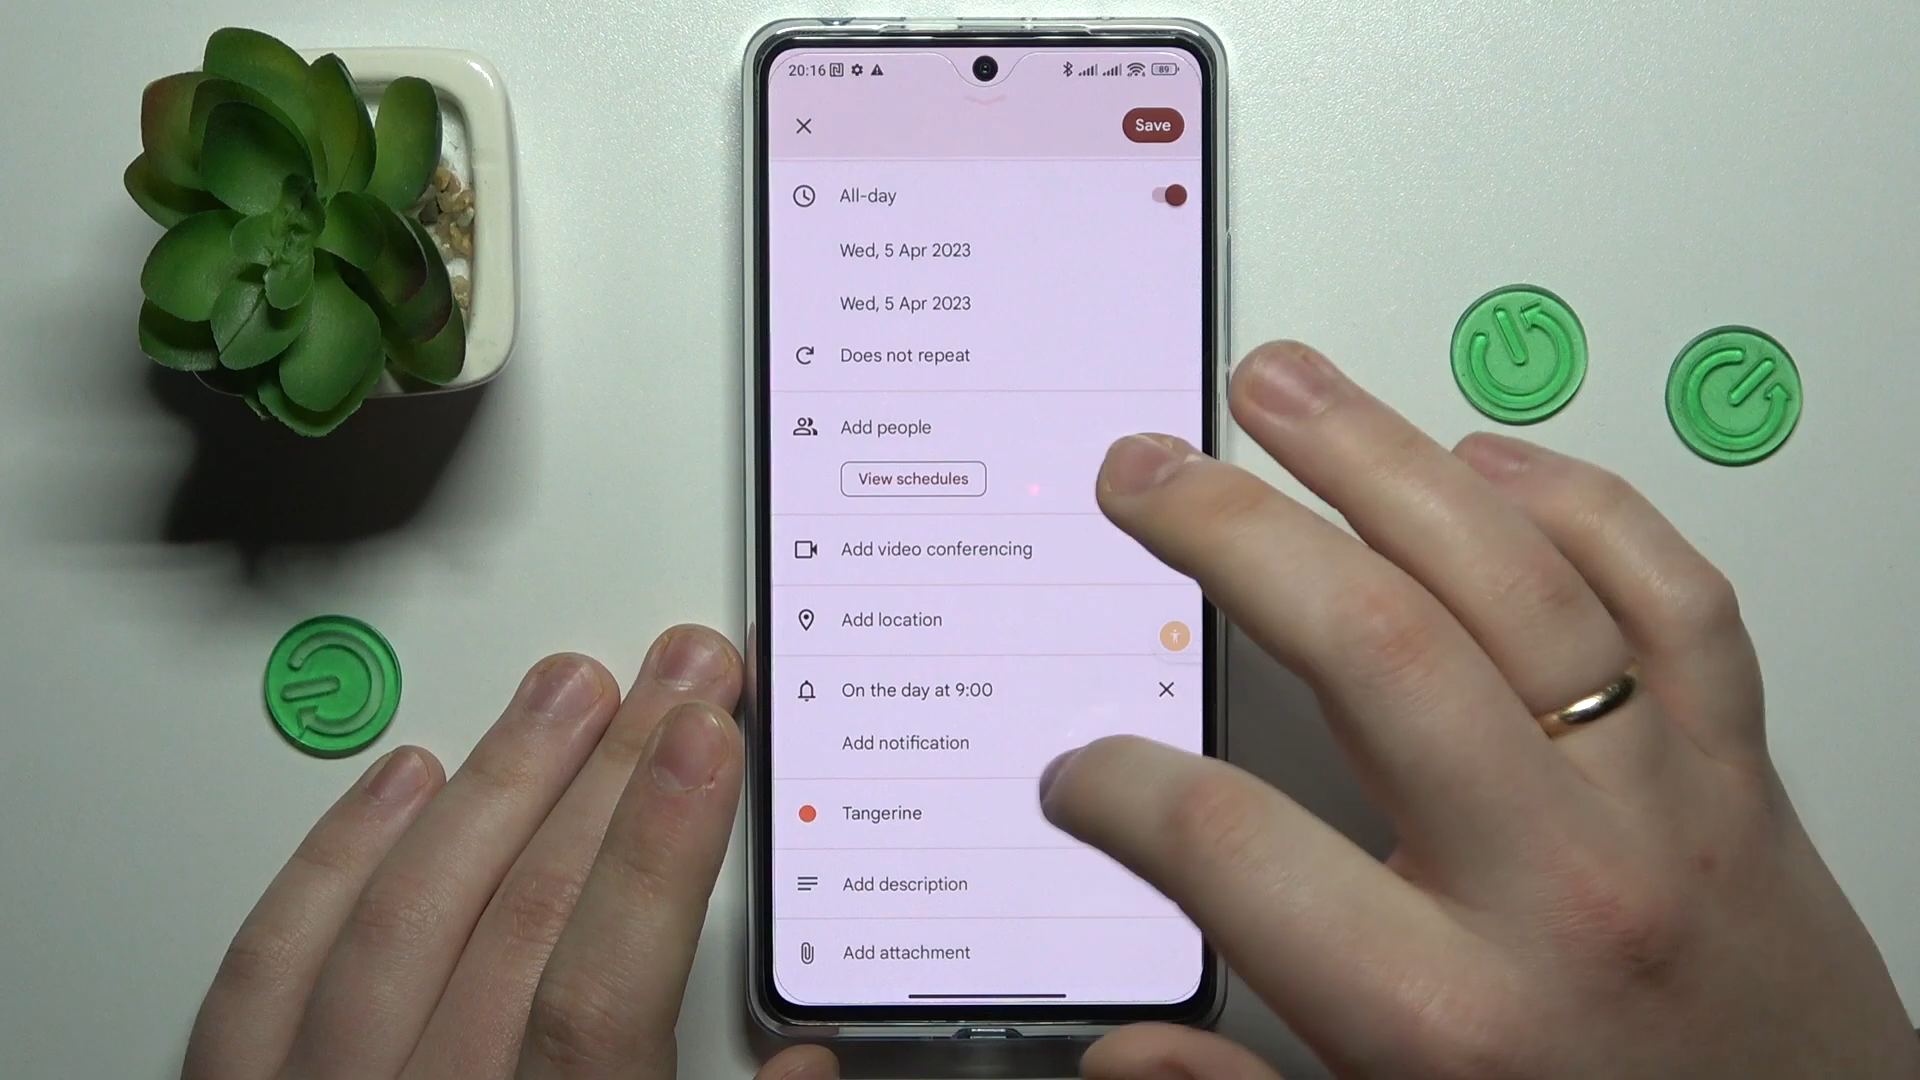 20:16
89
Save
All-day
Wed, 5 Apr 2023
Wed, 5 Apr 2023
Does not repeat
Add people
View schedules
Add video conferencing
Add location
On the day at 9:00
Add notification
Tangerine
Add description
Add attachment